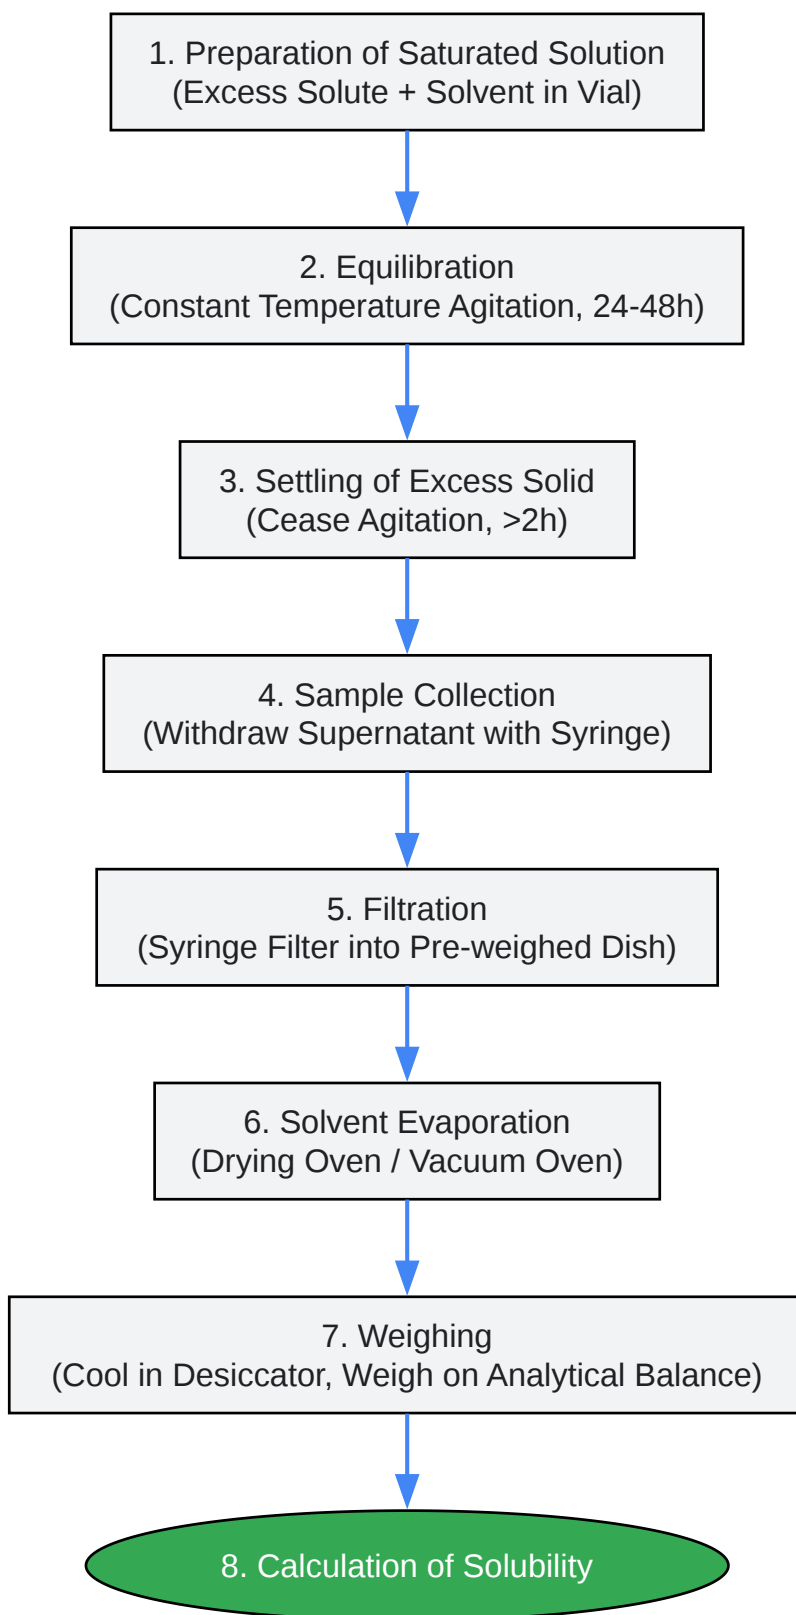 1. Preparation of Saturated Solution
(Excess Solute + Solvent in Vial)
2. Equilibration
(Constant Temperature Agitation, 24-48h)
3. Settling of Excess Solid
(Cease Agitation, >2h)
4. Sample Collection
(Withdraw Supernatant with Syringe)
5. Filtration
(Syringe Filter into Pre-weighed Dish)
6. Solvent Evaporation
(Drying Oven / Vacuum Oven)
7. Weighing
(Cool in Desiccator, Weigh on Analytical Balance)
8. Calculation of Solubility